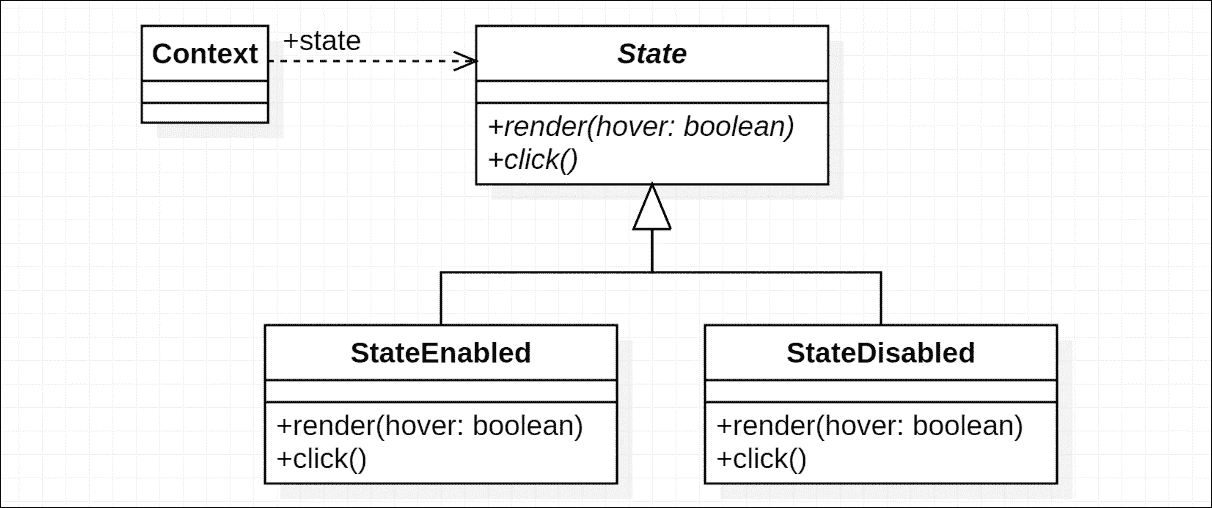 Context
+state
State
+render(hover: boolean)
+click()
StateEnabled
+render(hover: boolean)
+click()
StateDisabled
+render(hover: boolean)
+click()